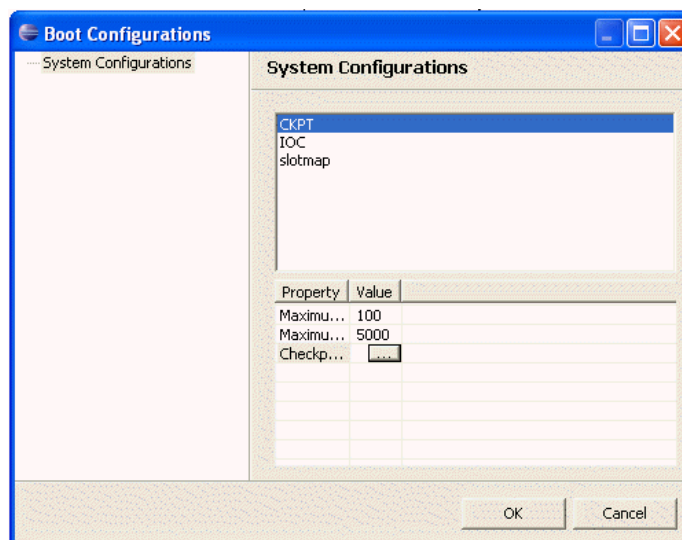 Boot Configurations
System Configurations
System Configurations
CKPT
IOC
slotmap
Property Value
Maximu... 100
Maximu... 5000
Checkp... ...
OK Cancel